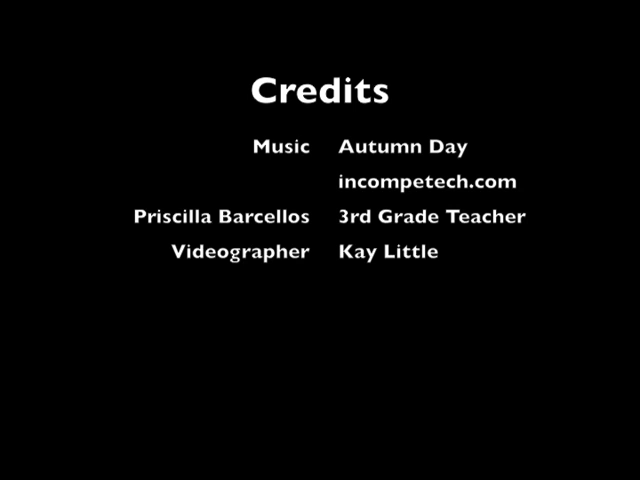 Credits
Music Autumn Day
incompetech.com
Priscilla Barcellos 3rd Grade Teacher
Videographer Kay Little